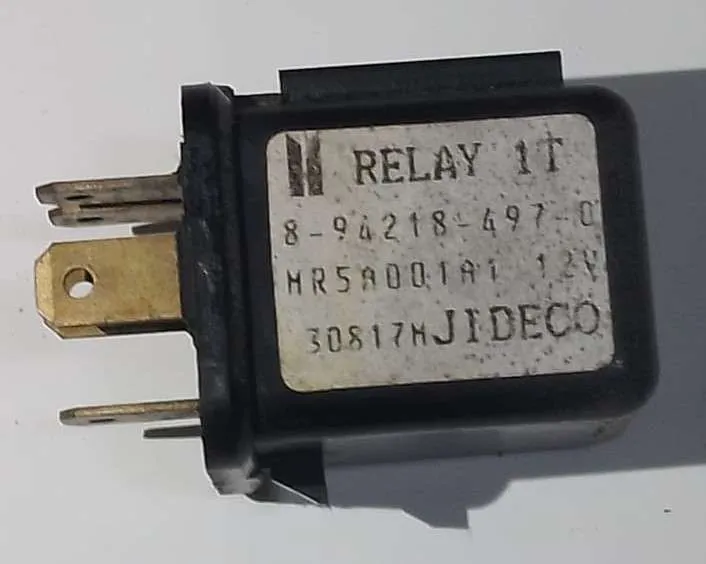 RELAY 1T
8-94218-497-0
MR5A001A1 12V
30817M JIDECO